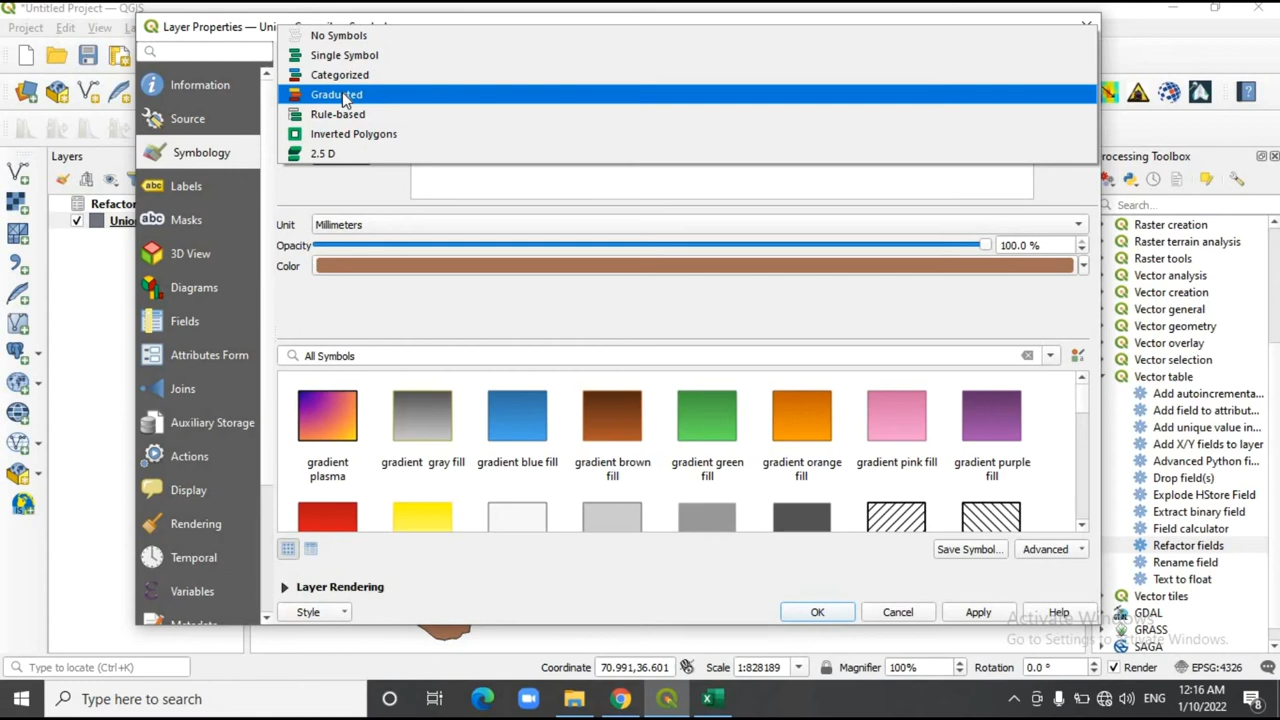 *Untitled Project — QGIS
Project Edit View
Layer Properties — 
No Symbols
Single Symbol
Categorized
Graduated
Rule-based
Inverted Polygons
2.5 D
Information
Source
Symbology
Labels
Masks
3D View
Diagrams
Fields
Attributes Form
Joins
Auxiliary Storage
Actions
Display
Rendering
Temporal
Variables
Layers
Refactor
Union
Unit Millimeters
Opacity 100.0 %
Color
All Symbols
gradient plasma
gradient gray fill
gradient blue fill
gradient brown fill
gradient green fill
gradient orange fill
gradient pink fill
gradient purple fill
Save Symbol...
Advanced
Layer Rendering
Style
OK
Cancel
Apply
Help
Processing Toolbox
Search...
Raster creation
Raster terrain analysis
Raster tools
Vector analysis
Vector creation
Vector general
Vector geometry
Vector overlay
Vector selection
Vector table
Add autoincrementa...
Add field to attribut...
Add unique value in...
Add X/Y fields to layer
Advanced Python fi...
Drop field(s)
Explode HStore Field
Extract binary field
Field calculator
Refactor fields
Rename field
Text to float
Vector tiles
GDAL
GRASS
SAGA
Activate Windows
Go to Settings to Activate Windows.
Type to locate (Ctrl+K)
Coordinate 70.991,36.601
Scale 1:828189
Magnifier 100%
Rotation 0.0 °
Render
EPSG:4326
Type here to search
ENG
12:16 AM
1/10/2022
8